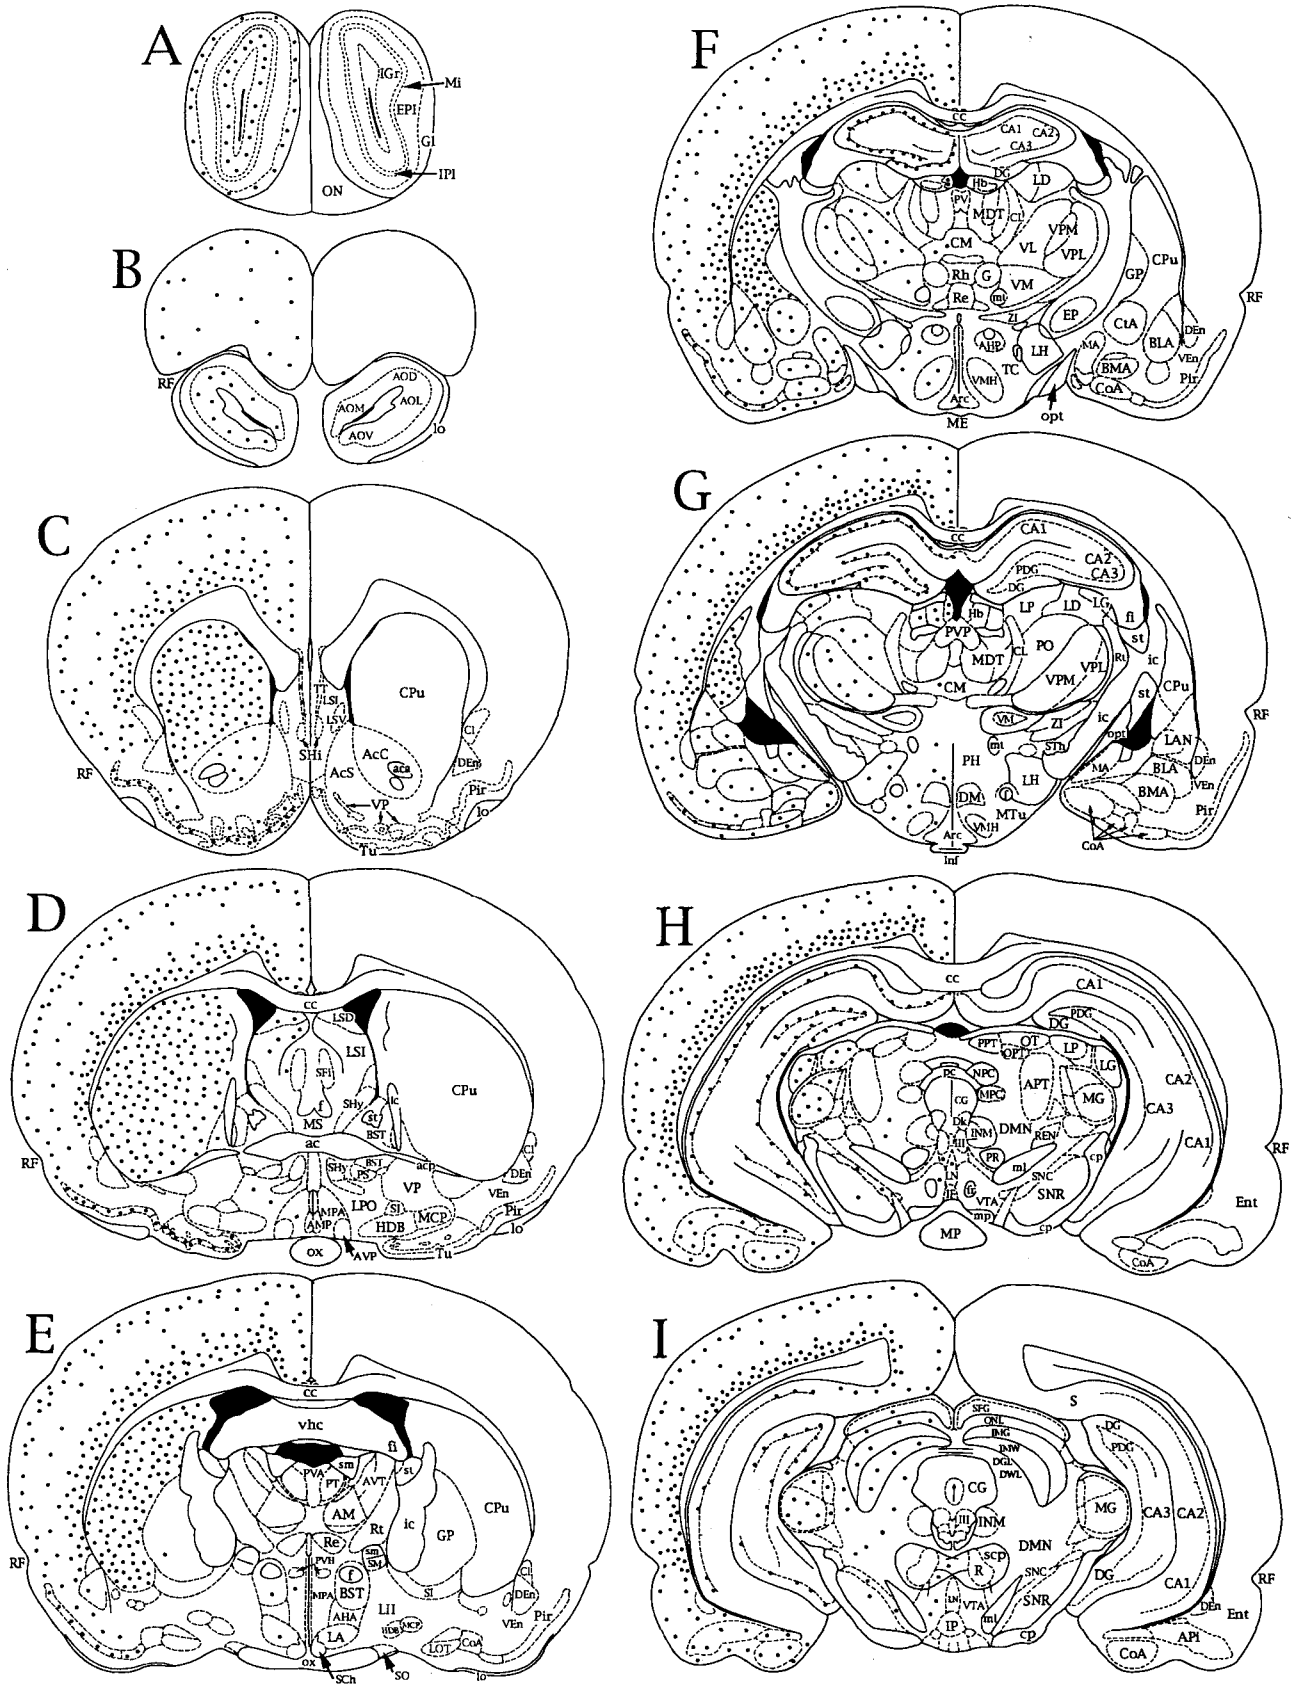 A
IGr
Mi
EPl
Gl
IPl
ON
B
RF
AOD
AOL
AOM
AOV
lo
C
TT
LSI
LSV
CPu
SHi
Cl
AcC
aca
AcS
DEn
RF
Pir
VP
lo
Tu
D
cc
LSD
LSI
SFi
CPu
f
MS
SHy
st
ic
BST
ac
Cl
RF
SHy
BST
PS
acp
DEn
VP
VEn
MPA
LPO
SI
Pir
AMP
HDB
MCP
lo
ox
AVP
Tu
E
cc
vhc
fi
PVA
sm
PT
AVT
st
CPu
AM
ic
Rt
GP
Re
RF
PVH
sm
SM
f
Cl
MPA
BST
SI
DEn
AHA
LH
HDB
MCP
VEn
Pir
LA
LOT
CoA
ox
SCh
SO
lo
F
cc
CA1
CA2
CA3
DG
Hb
LD
PV
MDT
CL
VPM
CM
VL
VPL
CPu
Rh
G
GP
Re
mt
VM
RF
ZI
EP
CtA
DEn
AHP
f
LH
MA
BLA
TC
VEn
VMH
BMA
Pir
Arc
CoA
ME
opt
G
cc
CA1
CA2
PDG
CA3
DG
Hb
LP
LD
LG
fi
PVP
st
CL
PO
MDT
Rt
ic
VPL
CM
VPM
st
CPu
VM
ZI
ic
RF
mt
STh
opt
LAN
PH
MA
BLA
DEn
DM
f
LH
BMA
VEn
MTu
Pir
Arc
VMH
CoA
Inf
H
cc
CA1
PDG
DG
PPT
OT
OPT
LP
LG
PC
NPC
APT
CA2
MPC
CG
MG
CA3
Dk
DMN
III
INM
REN
CA1
RF
PR
ml
cp
SNC
LN
SNR
IF
fr
VTA
Ent
mp
cp
MP
CoA
I
S
SFG
ONL
DG
IMG
PDG
IMW
DGL
DWL
CG
MG
CA3
CA2
III
INM
DMN
scp
R
SNC
DG
CA1
RF
LN
VTA
SNR
DEn
ml
Ent
IP
cp
APi
CoA